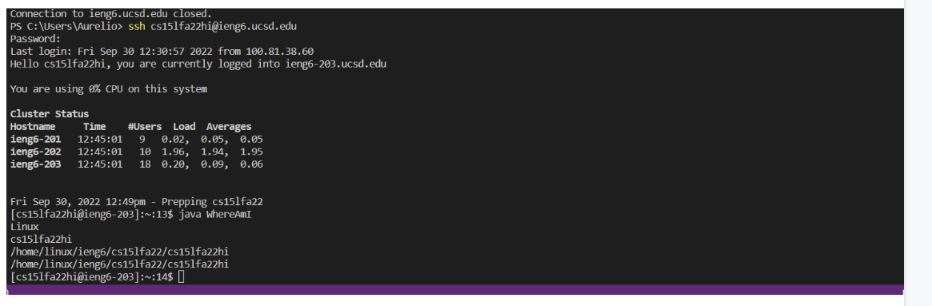 Connection to ieng6.ucsd.edu closed.
PS C:\Users\Aurelio> ssh cs15lfa22hi@ieng6.ucsd.edu
Password:
Last login: Fri Sep 30 12:30:57 2022 from 100.81.38.60
Hello cs15lfa22hi, you are currently logged into ieng6-203.ucsd.edu
You are using 0% CPU on this system
Cluster Status
Hostname Time #Users Load Averages
ieng6-201 12:45:01 9 0.02, 0.05, 0.05
ieng6-202 12:45:01 10 1.96, 1.94, 1.95
ieng6-203 12:45:01 18 0.20, 0.09, 0.06
Fri Sep 30, 2022 12:49pm - Prepping cs15lfa22
[cs15lfa22hi@ieng6-203]:~:13$ java WhereAmI
Linux
cs15lfa22hi
/home/linux/ieng6/cs15lfa22/cs15lfa22hi
/home/linux/ieng6/cs15lfa22/cs15lfa22hi
[cs15lfa22hi@ieng6-203]:~:14$